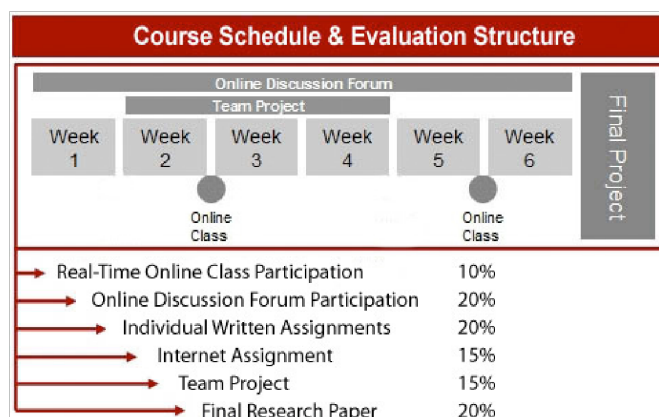 Course Schedule & Evaluation Structure
Online Discussion Forum
Team Project
Week 1
Week 2
Week 3
Week 4
Week 5
Week 6
Final Project
Online Class
Online Class
Real-Time Online Class Participation 10%
Online Discussion Forum Participation 20%
Individual Written Assignments 20%
Internet Assignment 15%
Team Project 15%
Final Research Paper 20%